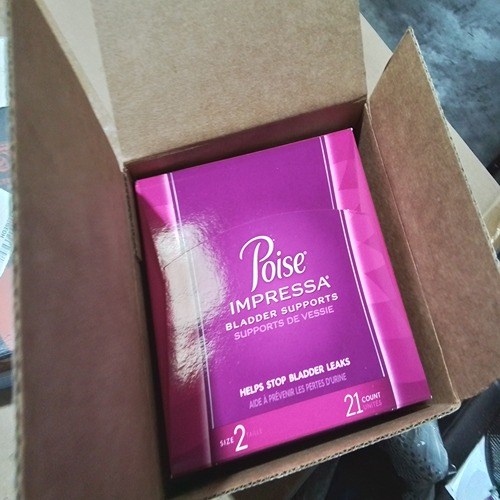 Poise®
IMPRESSA®
BLADDER SUPPORTS
SUPPORTS DE VESSIE
HELPS STOP BLADDER LEAKS
AIDE À PRÉVENIR LES PERTES D'URINE
SIZE 2
21 COUNT
UNITÉS